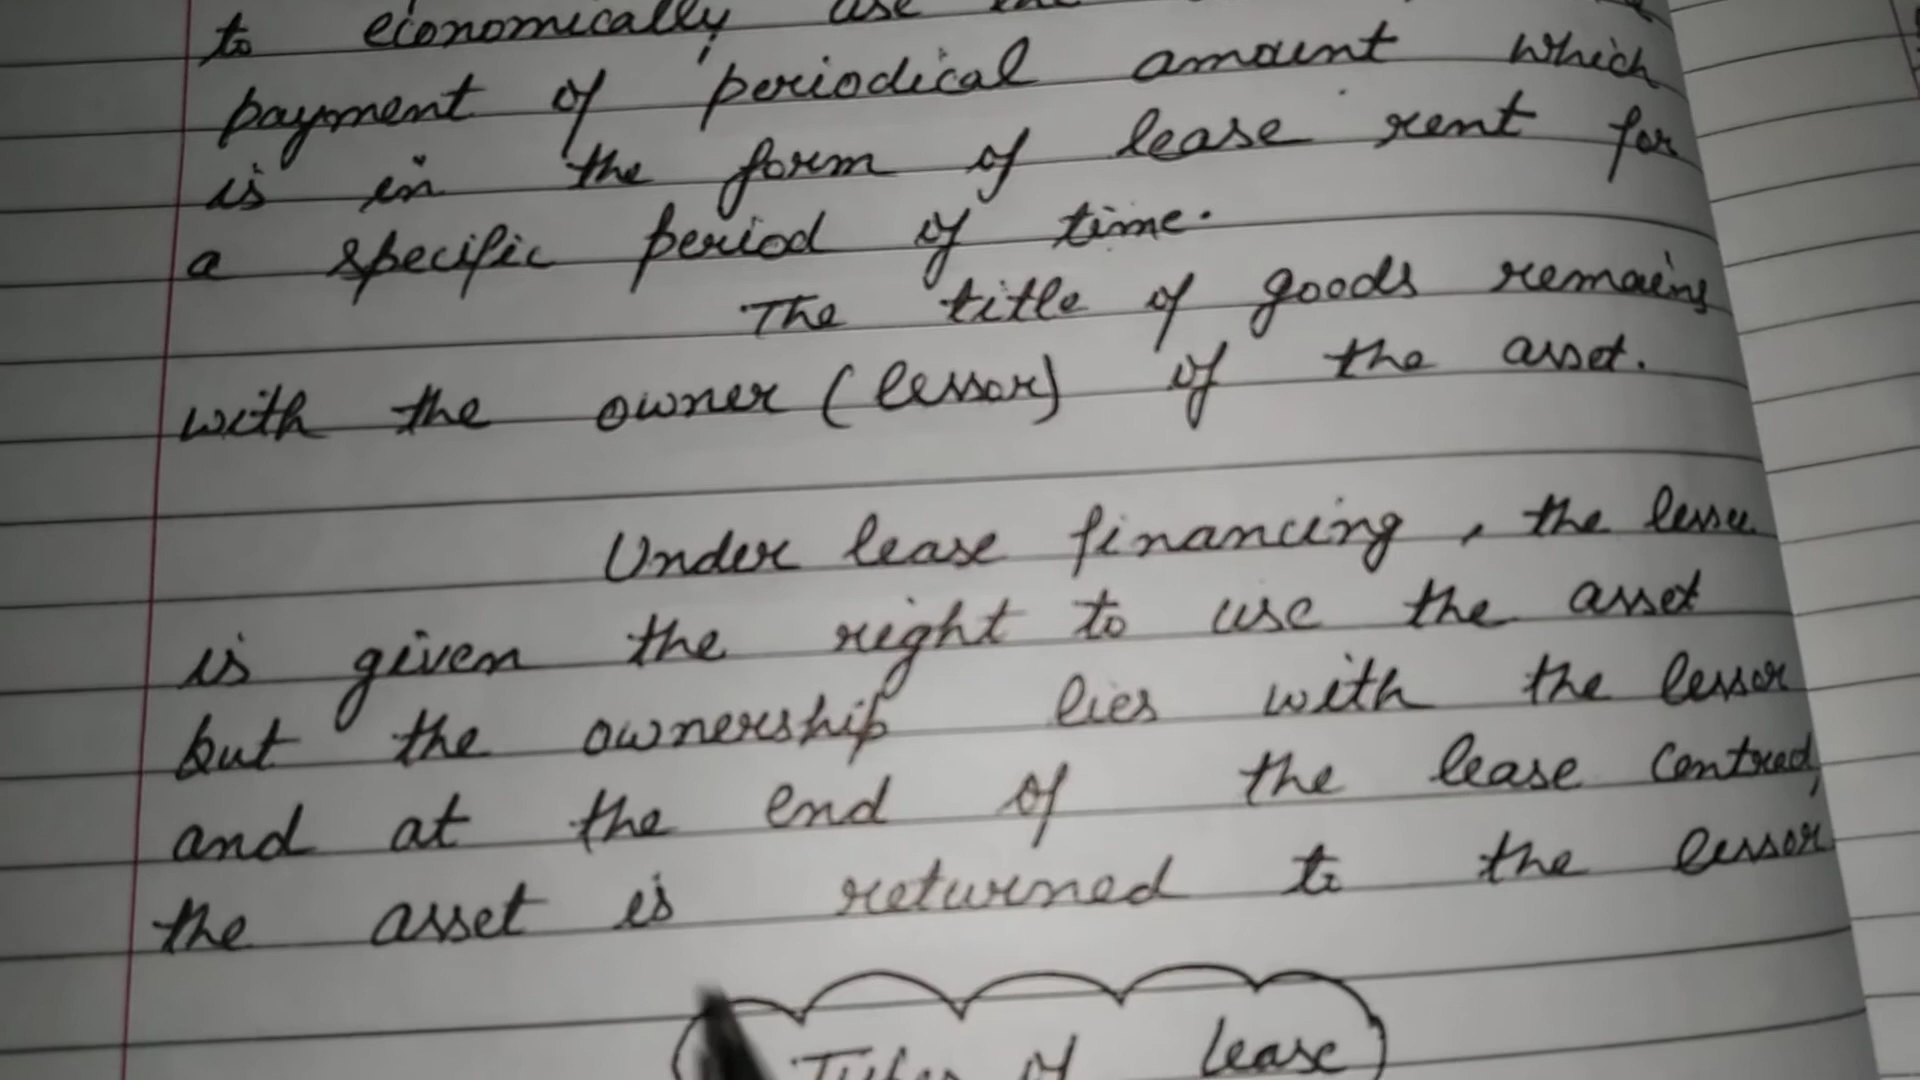 to economically use the
payment of periodical amount which
is in the form of lease rent for
a specific period of time.
The title of goods remains
with the owner (lessor) of the asset.
Under lease financing, the lessee
is given the right to use the asset
but the ownership lies with the lessor
and at the end of the lease contract,
the asset is returned to the lessor
Types of lease